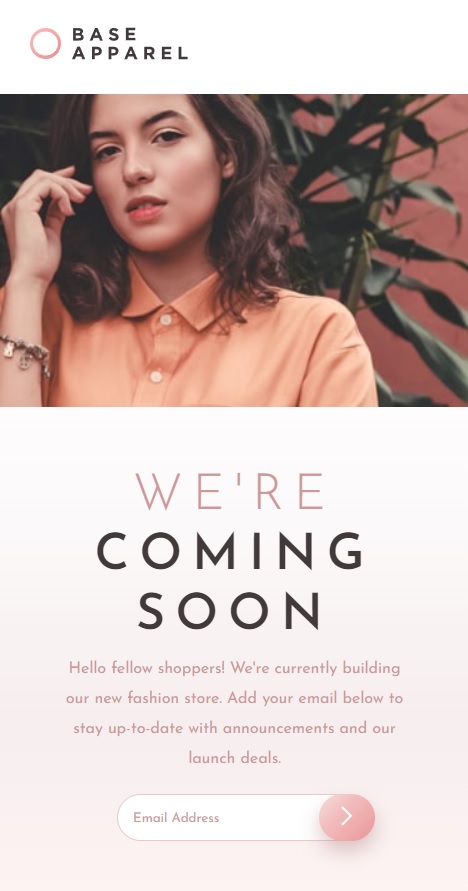 BASE
APPAREL
WE'RE
COMING
SOON
Hello fellow shoppers! We're currently building
our new fashion store. Add your email below to
stay up-to-date with announcements and our
launch deals.
Email Address